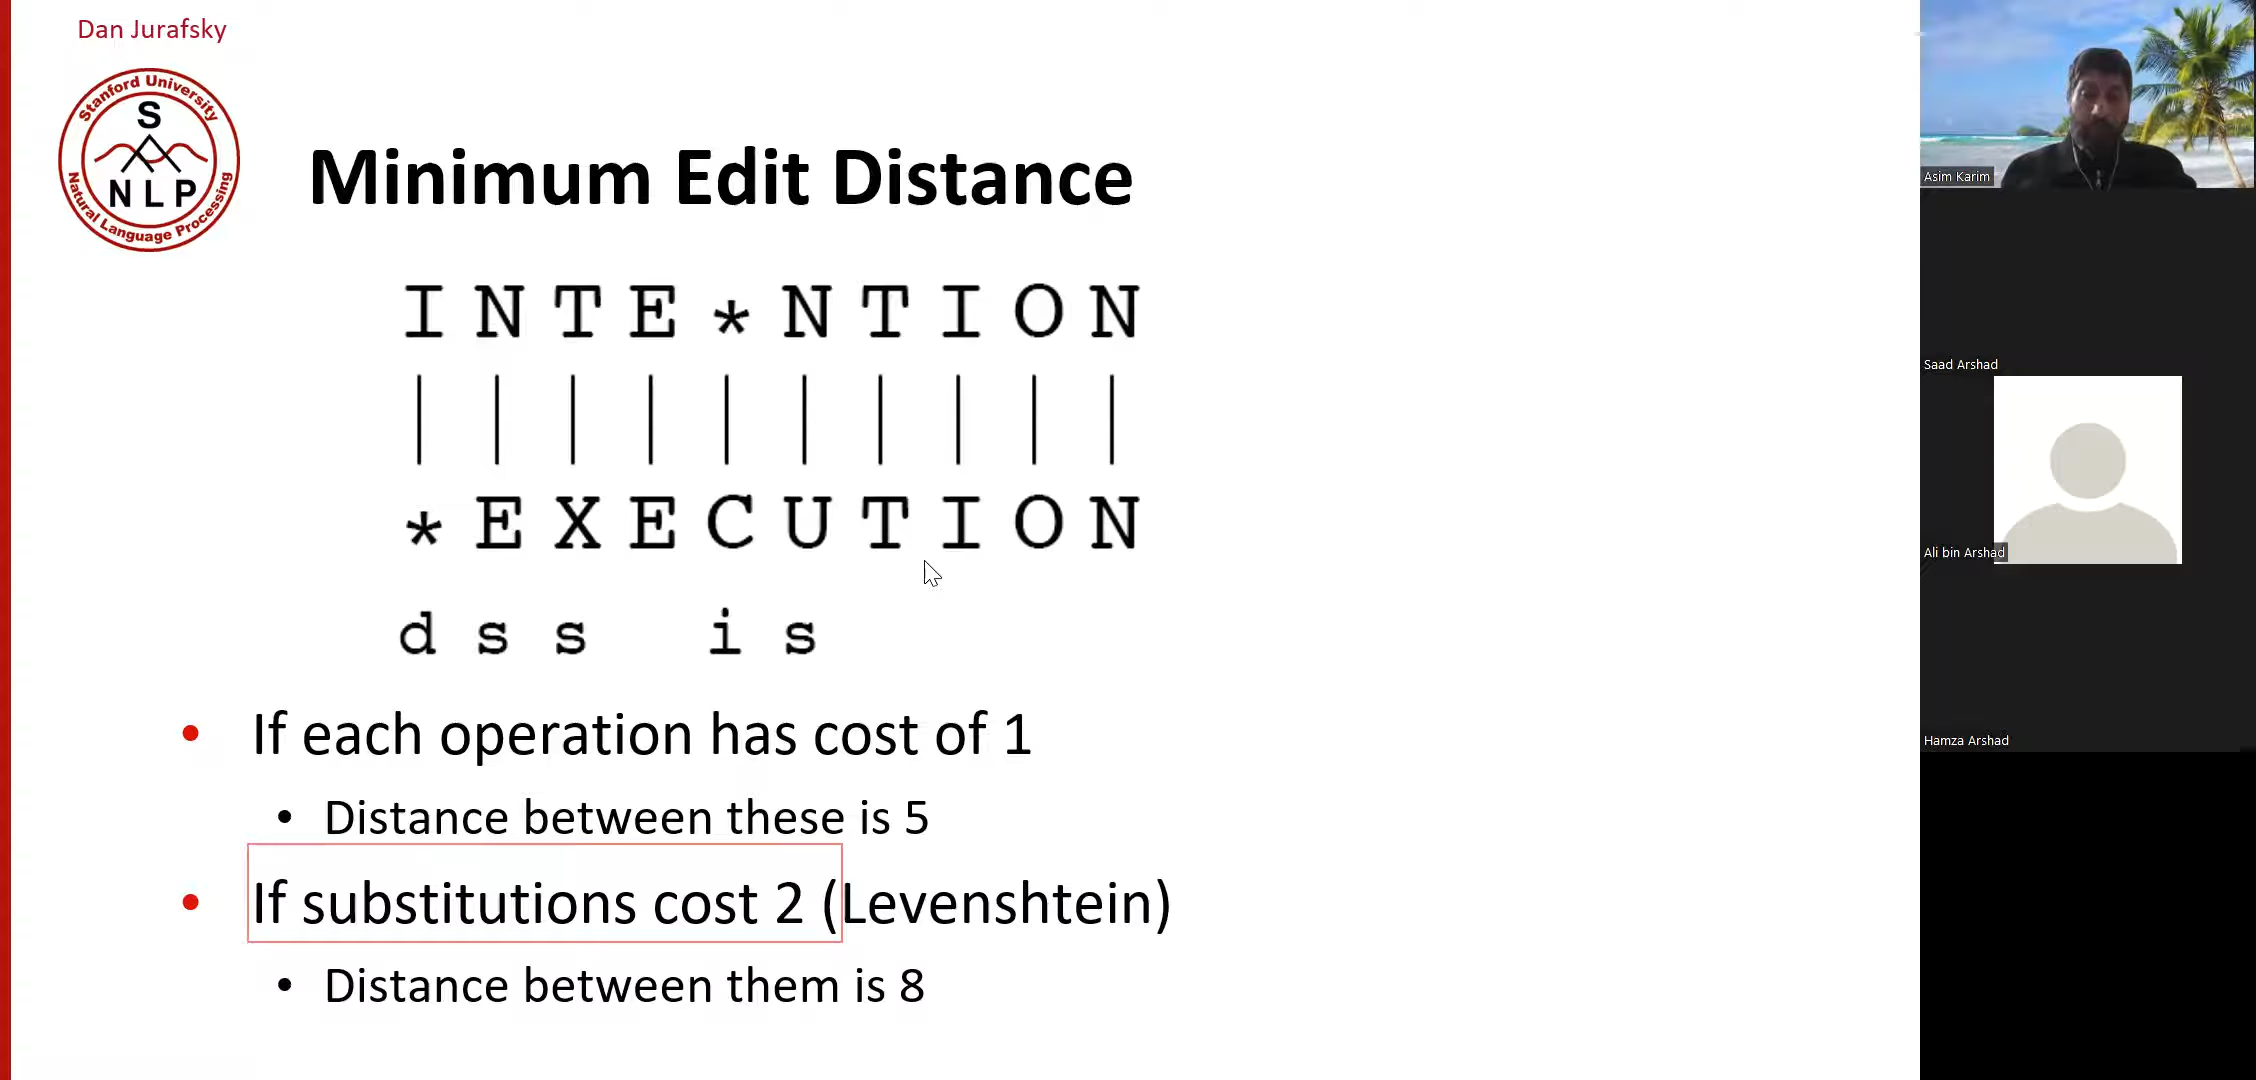 Dan Jurafsky
Stanford University
S
NLP
Natural Language Processing
Minimum Edit Distance
I N T E * N T I O N
| | | | | | | | | |
* E X E C U T I O N
d s s i s
• If each operation has cost of 1
• Distance between these is 5
• If substitutions cost 2 (Levenshtein)
• Distance between them is 8
Asim Karim
Saad Arshad
Ali bin Arshad
Hamza Arshad